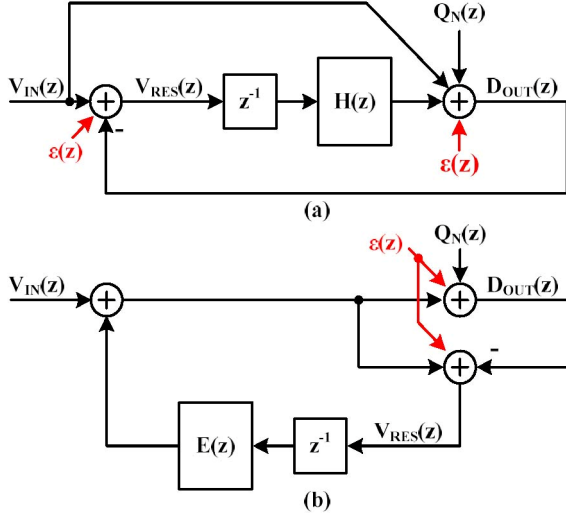 Q_N(z)
V_IN(z)
V_RES(z)
z^-1
H(z)
D_OUT(z)
-
ε(z)
ε(z)
(a)
ε(z)
Q_N(z)
V_IN(z)
D_OUT(z)
-
E(z)
z^-1
V_RES(z)
(b)